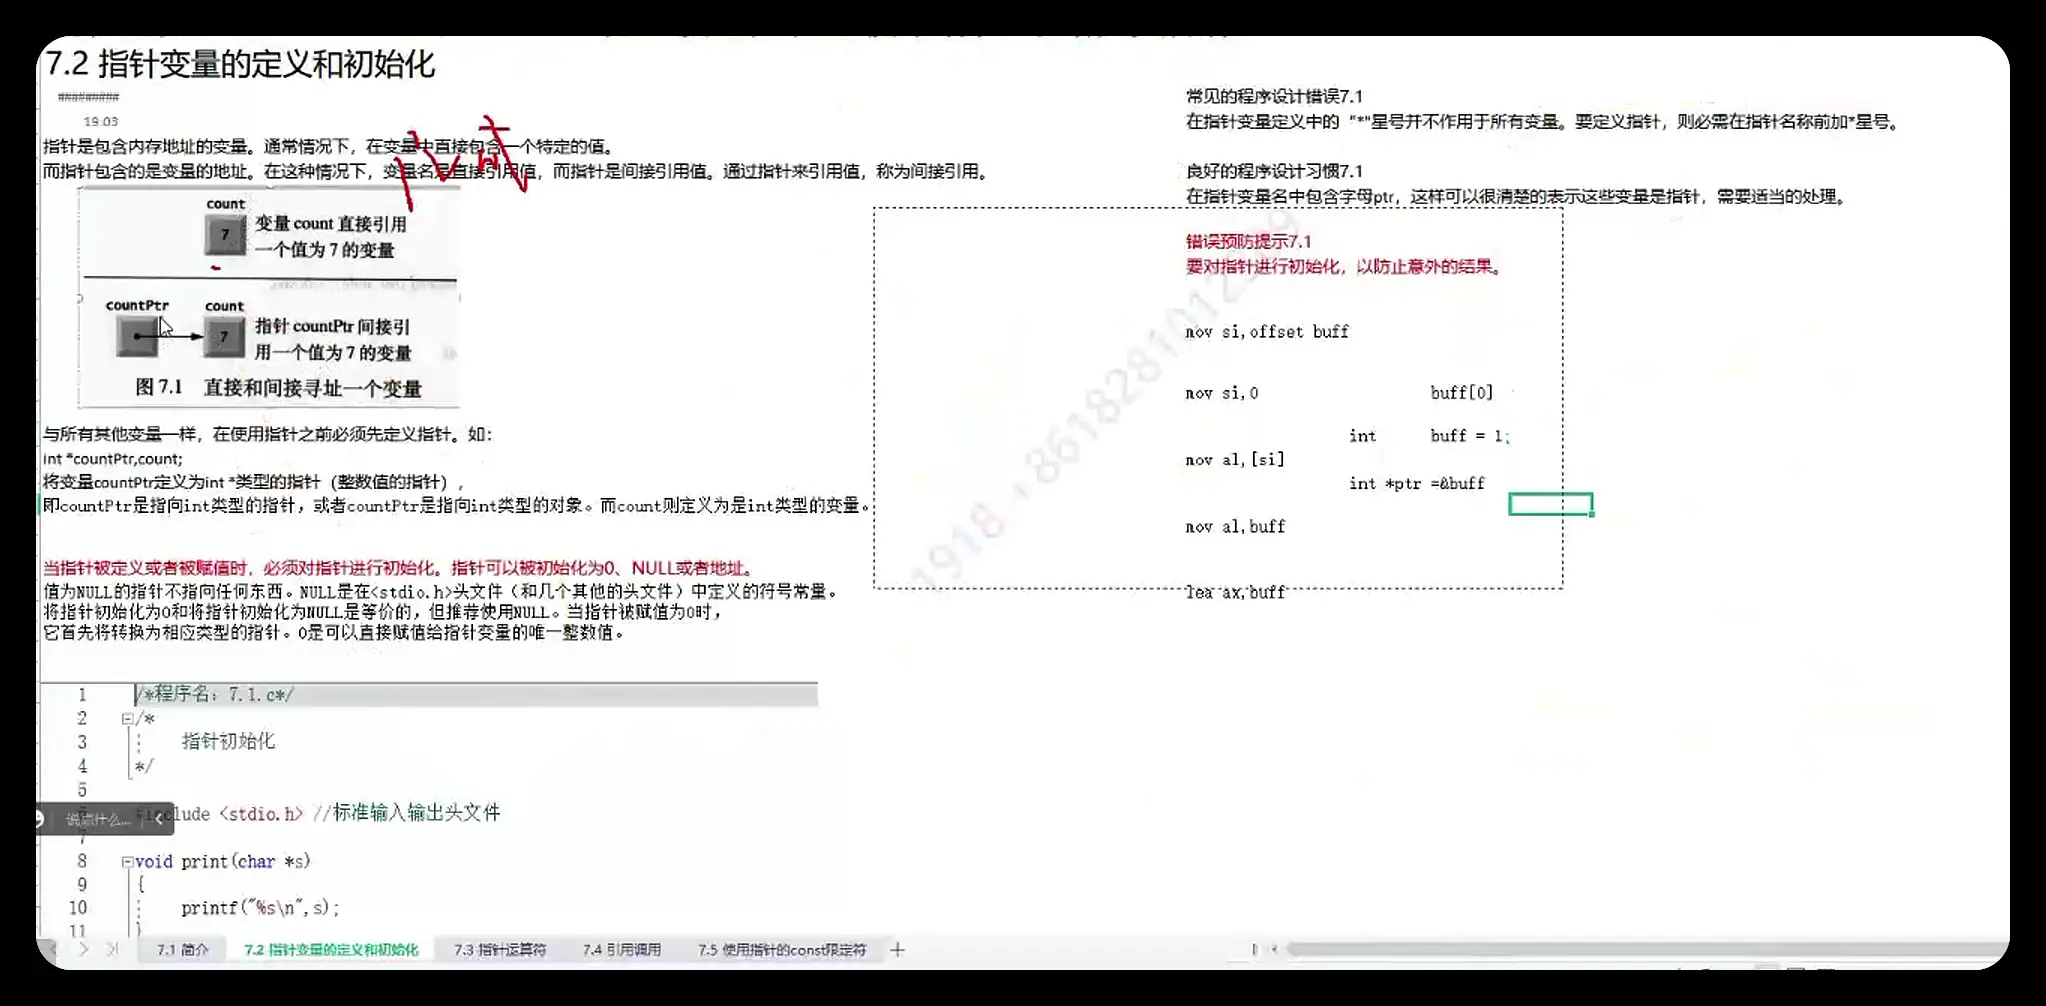 7.2 指针变量的定义和初始化
##########
19:03
指针是包含内存地址的变量。通常情况下，在变量中直接包含一个特定的值。
而指针包含的是变量的地址。在这种情况下，变量名是直接引用值，而指针是间接引用值。通过指针来引用值，称为间接引用。
count
7
变量 count 直接引用
一个值为 7 的变量
countPtr
count
7
指针 countPtr 间接引
用一个值为 7 的变量
图 7.1 直接和间接寻址一个变量
与所有其他变量一样，在使用指针之前必须先定义指针。如：
int *countPtr,count;
将变量countPtr定义为int *类型的指针（整数值的指针），
即countPtr是指向int类型的指针，或者countPtr是指向int类型的对象。而count则定义为是int类型的变量。
当指针被定义或者被赋值时，必须对指针进行初始化。指针可以被初始化为0、NULL或者地址。
值为NULL的指针不指向任何东西。NULL是在<stdio.h>头文件（和几个其他的头文件）中定义的符号常量。
将指针初始化为0和将指针初始化为NULL是等价的，但推荐使用NULL。当指针被赋值为0时，
它首先将转换为相应类型的指针。0是可以直接赋值给指针变量的唯一整数值。
常见的程序设计错误7.1
在指针变量定义中的 "*"星号并不作用于所有变量。要定义指针，则必需在指针名称前加*星号。
良好的程序设计习惯7.1
在指针变量名中包含字母ptr，这样可以很清楚的表示这些变量是指针，需要适当的处理。
错误预防提示7.1
要对指针进行初始化，以防止意外的结果。
mov si,offset buff
mov si,0
buff[0]
int buff = 1;
mov al,[si]
int *ptr =&buff
mov al,buff
lea ax,buff
1 /*程序名：7.1.c*/
2 /*
3 指针初始化
4 */
5
clude <stdio.h> //标准输入输出头文件
说点什么...
7
8 void print(char *s)
9 {
10 printf("%s\n",s);
11 }
7.1 简介
7.2 指针变量的定义和初始化
7.3 指针运算符
7.4 引用调用
7.5 使用指针的const限定符